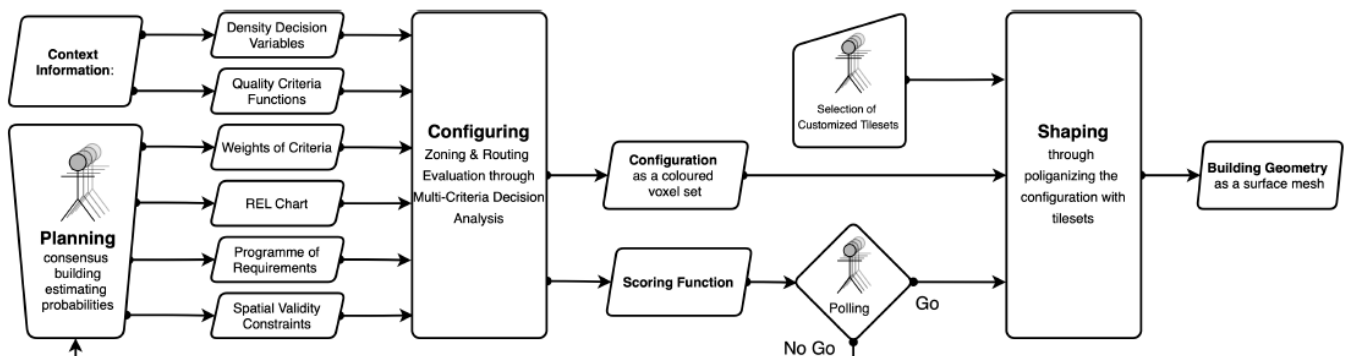 Context
Information:
Density Decision
Variables
Quality Criteria
Functions
Planning
consensus
building
estimating
probabilities
Weights of Criteria
REL Chart
Programme of
Requirements
Spatial Validity
Constraints
Configuring
Zoning & Routing
Evaluation through
Multi-Criteria Decision
Analysis
Configuration
as a coloured
voxel set
Scoring Function
Selection of
Customized Tilesets
Polling
Go
No Go
Shaping
through
poliganizing the
configuration with
tilesets
Building Geometry
as a surface mesh